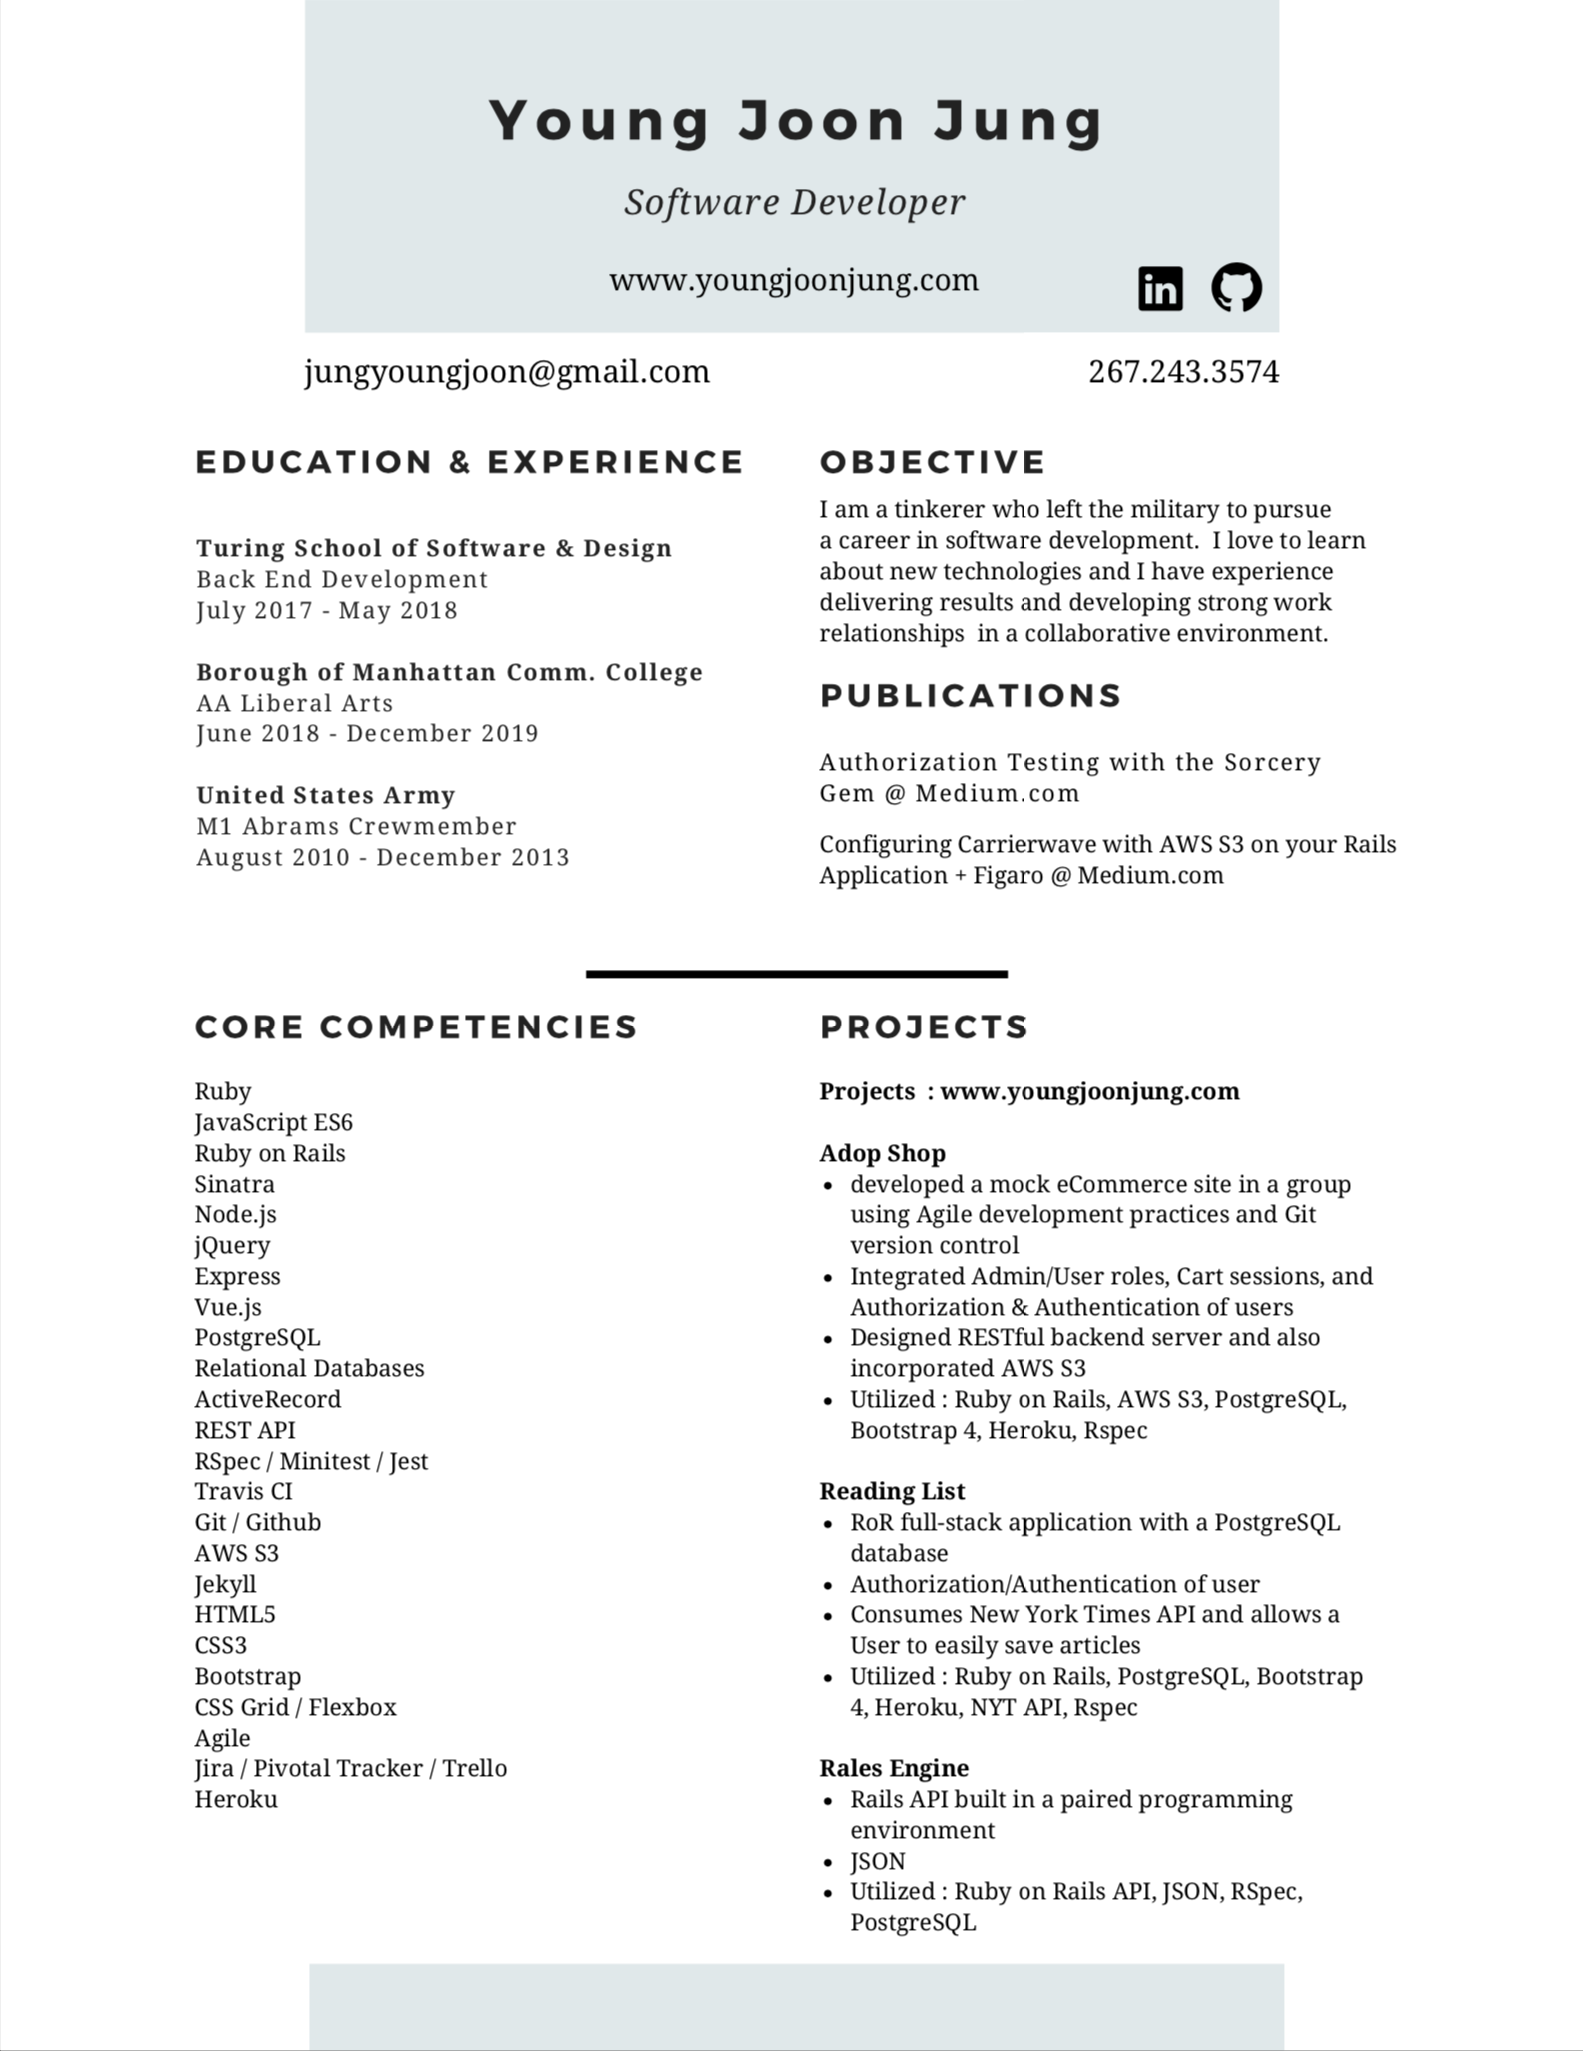 Young Joon Jung
Software Developer
www.youngjoonjung.com
in
jungyoungjoon@gmail.com
267.243.3574
EDUCATION & EXPERIENCE
Turing School of Software & Design
Back End Development
July 2017 - May 2018
Borough of Manhattan Comm. College
AA Liberal Arts
June 2018 - December 2019
United States Army
M1 Abrams Crewmember
August 2010 - December 2013
OBJECTIVE
I am a tinkerer who left the military to pursue
a career in software development.  I love to learn
about new technologies and I have experience
delivering results and developing strong work
relationships  in a collaborative environment.
PUBLICATIONS
Authorization Testing with the Sorcery
Gem @ Medium.com
Configuring Carrierwave with AWS S3 on your Rails
Application + Figaro @ Medium.com
CORE COMPETENCIES
Ruby
JavaScript ES6
Ruby on Rails
Sinatra
Node.js
jQuery
Express
Vue.js
PostgreSQL
Relational Databases
ActiveRecord
REST API
RSpec / Minitest / Jest
Travis CI
Git / Github
AWS S3
Jekyll
HTML5
CSS3
Bootstrap
CSS Grid / Flexbox
Agile
Jira / Pivotal Tracker / Trello
Heroku
PROJECTS
Projects  : www.youngjoonjung.com
Adop Shop
• developed a mock eCommerce site in a group
using Agile development practices and Git
version control
• Integrated Admin/User roles, Cart sessions, and
Authorization & Authentication of users
• Designed RESTful backend server and also
incorporated AWS S3
• Utilized : Ruby on Rails, AWS S3, PostgreSQL,
Bootstrap 4, Heroku, Rspec
Reading List
• RoR full-stack application with a PostgreSQL
database
• Authorization/Authentication of user
• Consumes New York Times API and allows a
User to easily save articles
• Utilized : Ruby on Rails, PostgreSQL, Bootstrap
4, Heroku, NYT API, Rspec
Rales Engine
• Rails API built in a paired programming
environment
• JSON
• Utilized : Ruby on Rails API, JSON, RSpec,
PostgreSQL